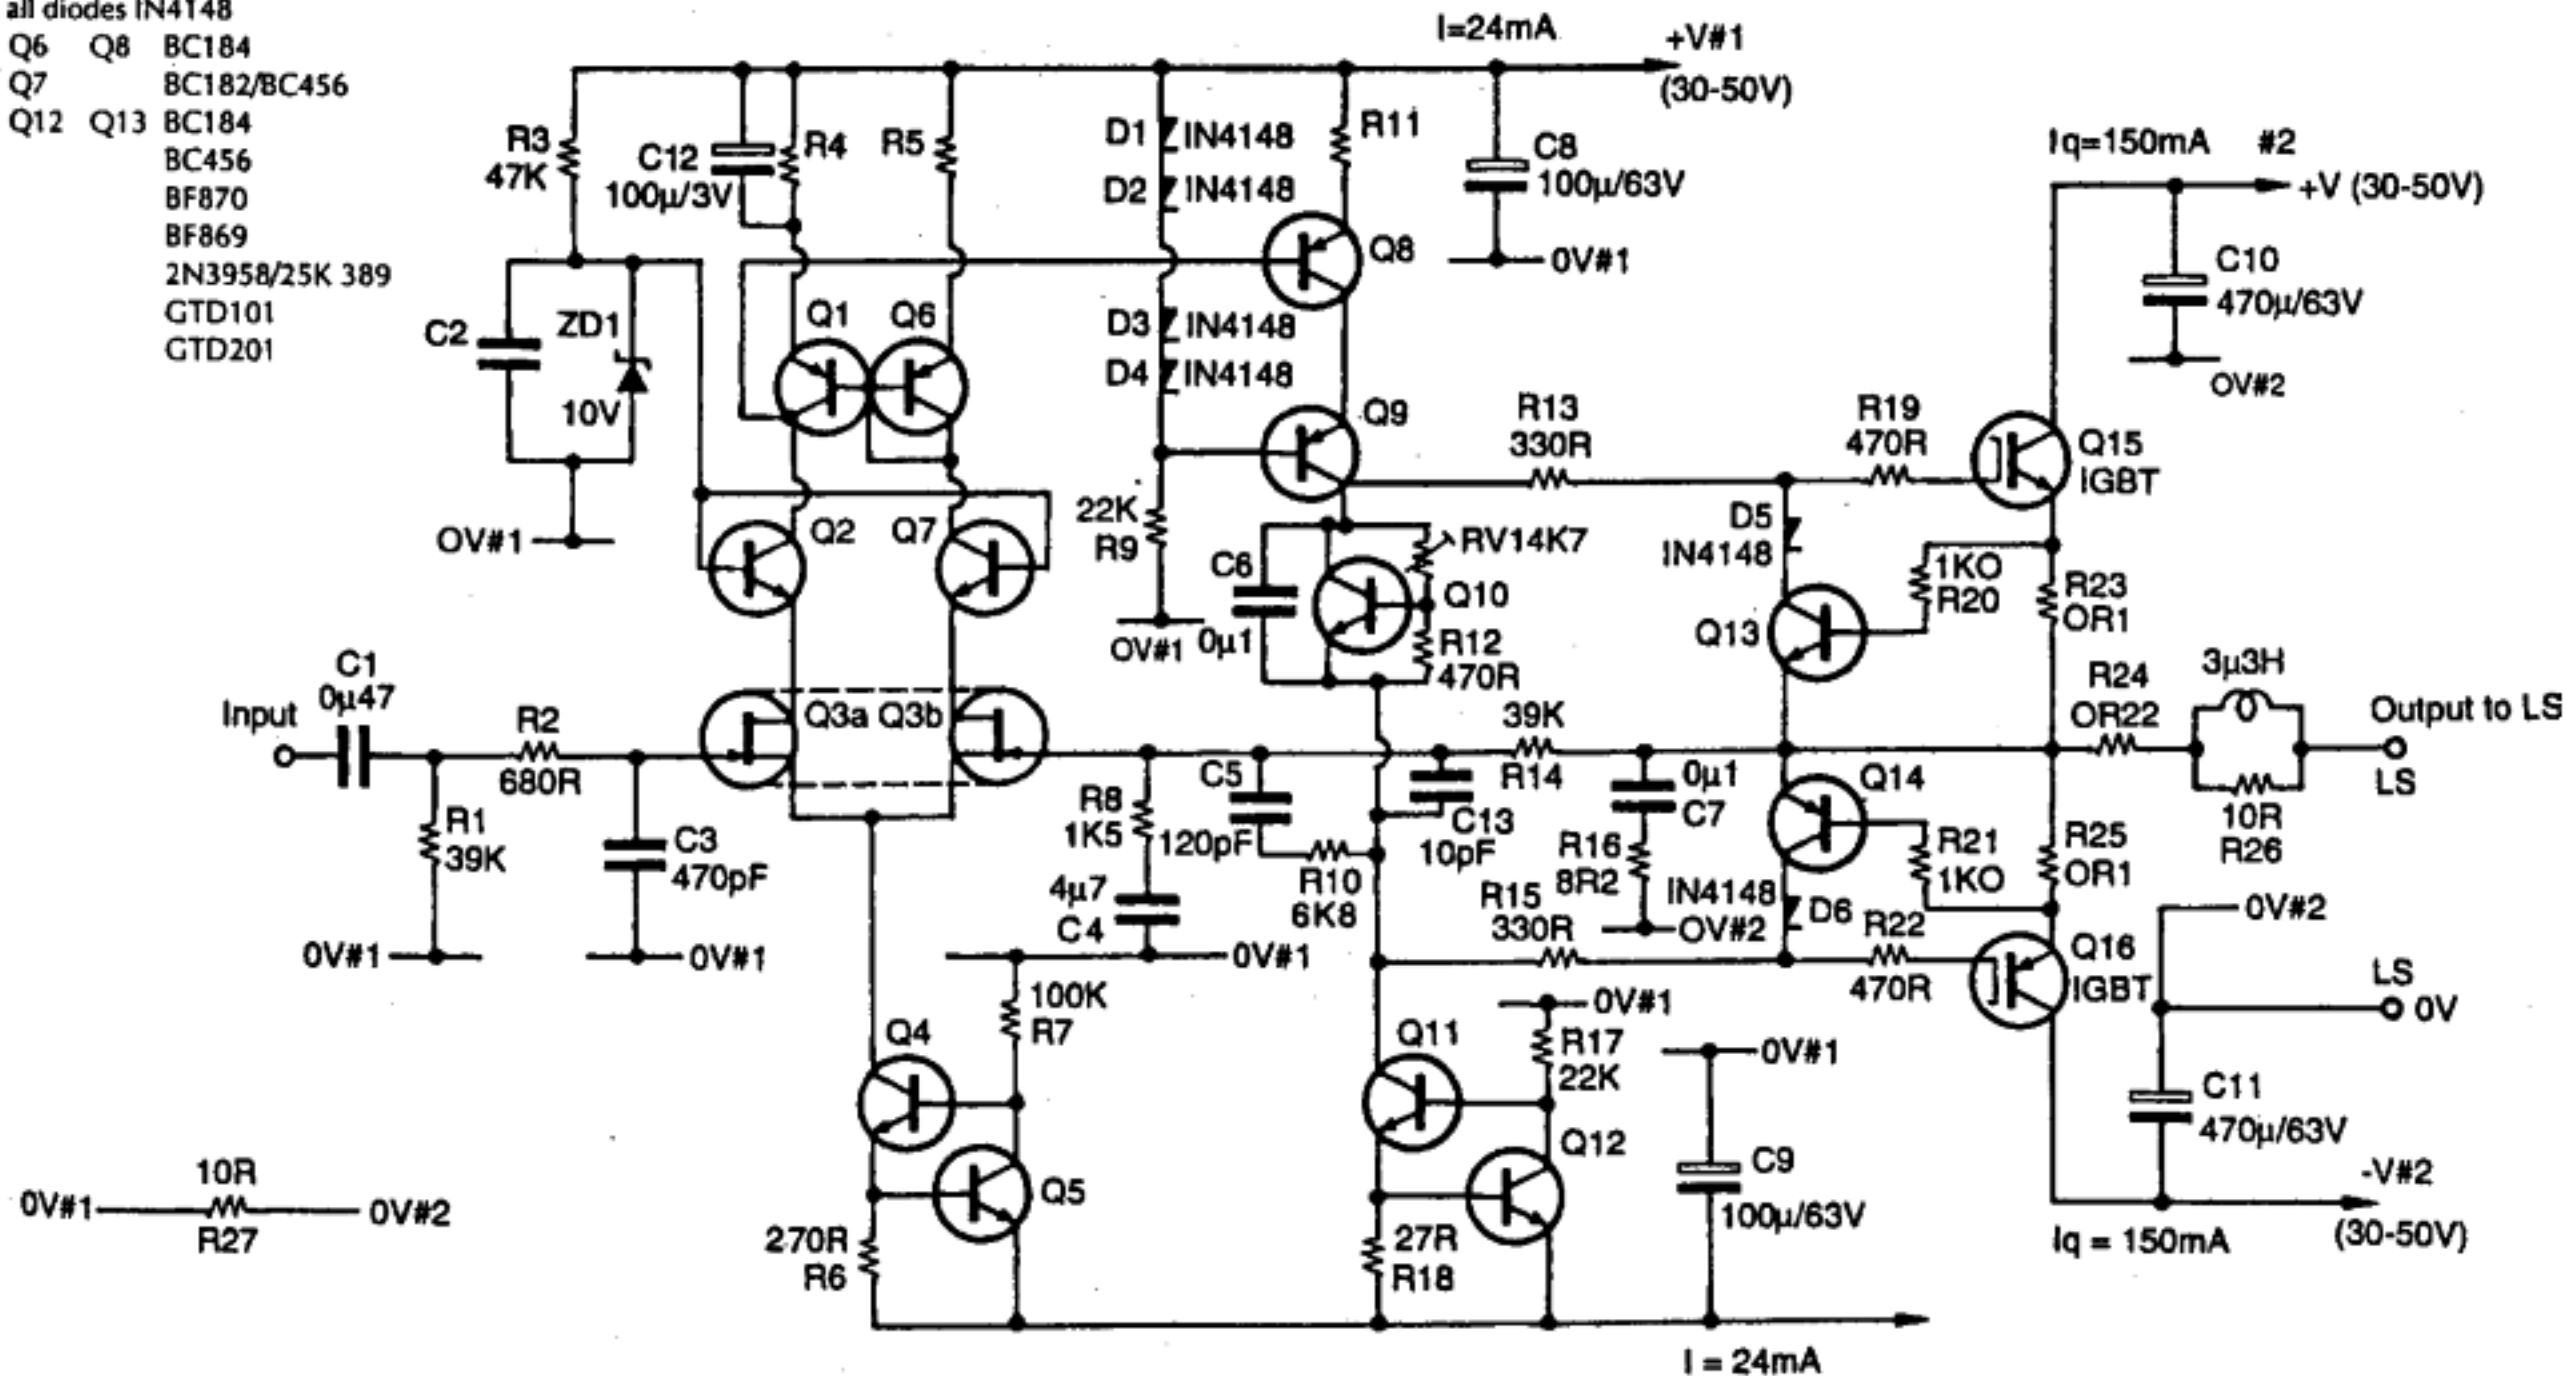 all diodes IN4148
Q6 Q8 BC184
Q7 BC182/BC456
Q12 Q13 BC184
BC456
BF870
BF869
2N3958/25K 389
GTD101
GTD201
I=24mA
+V#1
(30-50V)
R3
47K
C12
100µ/3V
R4
R5
D1
IN4148
D2
IN4148
R11
C8
100µ/63V
0V#1
Iq=150mA #2
+V (30-50V)
C10
470µ/63V
OV#2
Q8
C2
ZD1
10V
Q1
Q6
D3
IN4148
D4
IN4148
Q9
R13
330R
R19
470R
Q15
IGBT
OV#1
Q2
Q7
22K
R9
OV#1
C6
0µ1
RV14K7
Q10
R12
470R
D5
IN4148
1KO
R20
Q13
R23
OR1
Input
C1
0µ47
R2
680R
Q3a Q3b
39K
R14
R24
OR22
3µ3H
Output to LS
LS
10R
R26
R1
39K
C3
470pF
R8
1K5
C5
120pF
C13
10pF
0µ1
C7
Q14
R16
8R2
R21
1KO
R25
OR1
4µ7
C4
R10
6K8
R15
330R
IN4148
D6
OV#2
R22
470R
0V#2
0V#1
0V#1
0V#1
Q16
IGBT
LS
0V
100K
R7
0V#1
Q4
Q11
R17
22K
0V#1
C11
470µ/63V
10R
0V#1
0V#2
R27
Q5
Q12
C9
100µ/63V
-V#2
(30-50V)
270R
R6
27R
R18
Iq = 150mA
I = 24mA